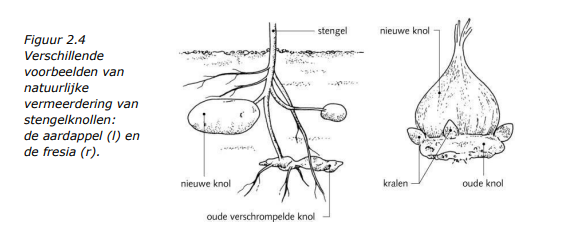 Figuur 2.4
Verschillende
voorbeelden van
natuurlijke
vermeerdering van
stengelknollen:
de aardappel (l) en
de fresia (r).
stengel
nieuwe knol
oude verschrompelde knol
nieuwe knol
kralen
oude knol